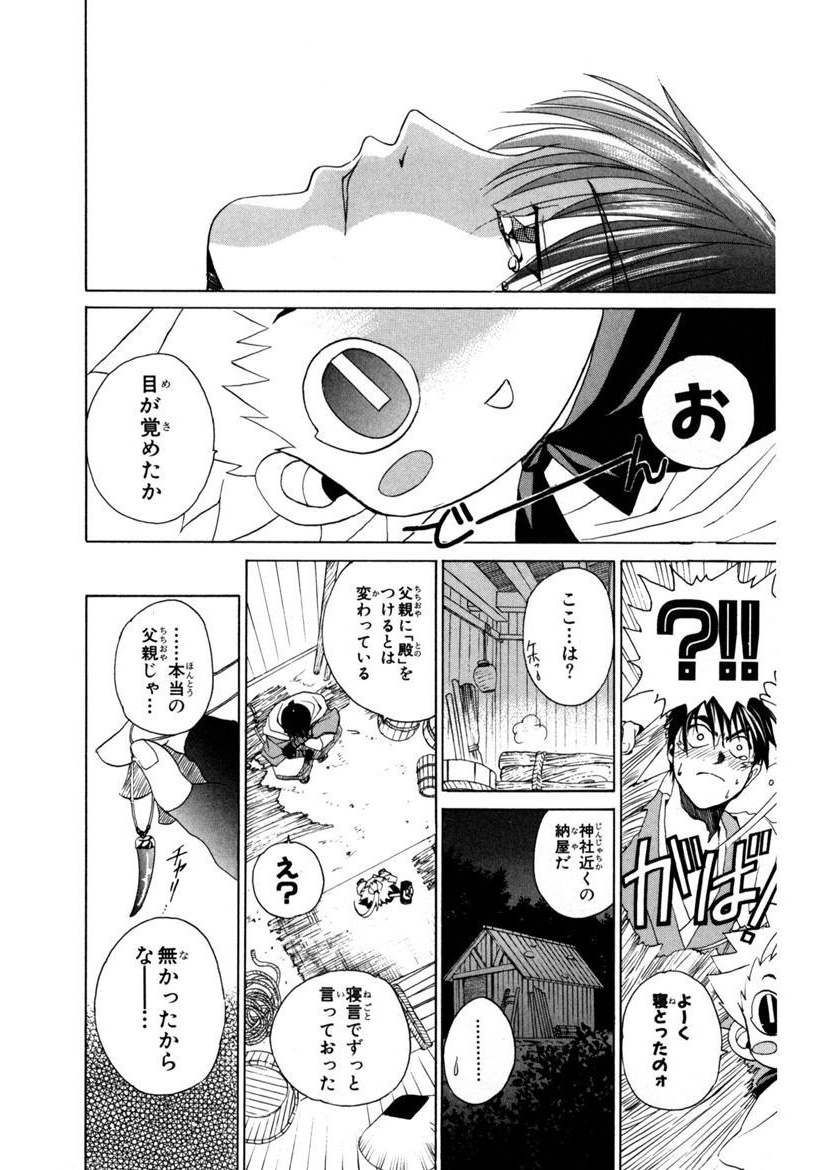 お
どーん
目が覚めたか
?!!
がばっ
よーく
寝とったのォ
ここ…は?
神社近くの
納屋だ
………
父親に「殿」を
つけるとは
変わっている
え?
寝言でずっと
言っておった
……本当の
父親じゃ…
チャリ
無かったから
な──…